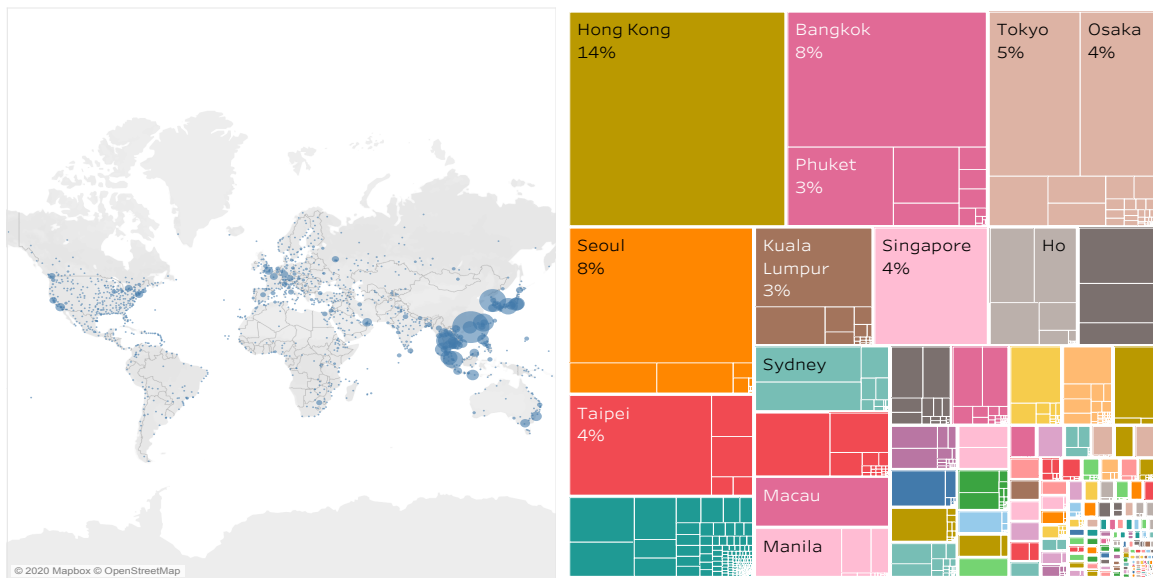 Hong Kong
14%
Bangkok
8%
Phuket
3%
Tokyo
5%
Osaka
4%
Seoul
8%
Kuala
Lumpur
3%
Singapore
4%
Ho
Sydney
Taipei
4%
Macau
Manila
© 2020 Mapbox © OpenStreetMap